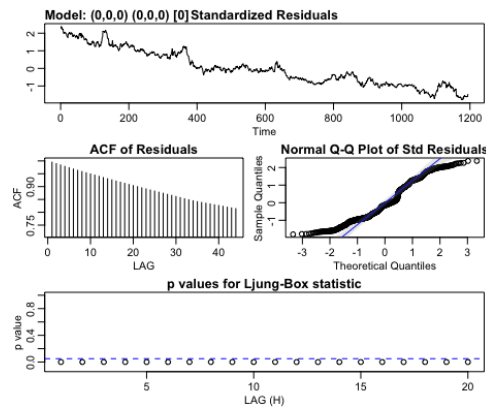 Model: (0,0,0) (0,0,0) [0] Standardized Residuals
2
1
0
-1
0 200 400 600 800 1000 1200
Time
ACF of Residuals
ACF
0.90
0.75
0 10 20 30 40
LAG
Normal Q-Q Plot of Std Residuals
Sample Quantiles
2
1
0
-1
-3 -2 -1 0 1 2 3
Theoretical Quantiles
p values for Ljung-Box statistic
p value
0.8
0.4
0.0
5 10 15 20
LAG (H)